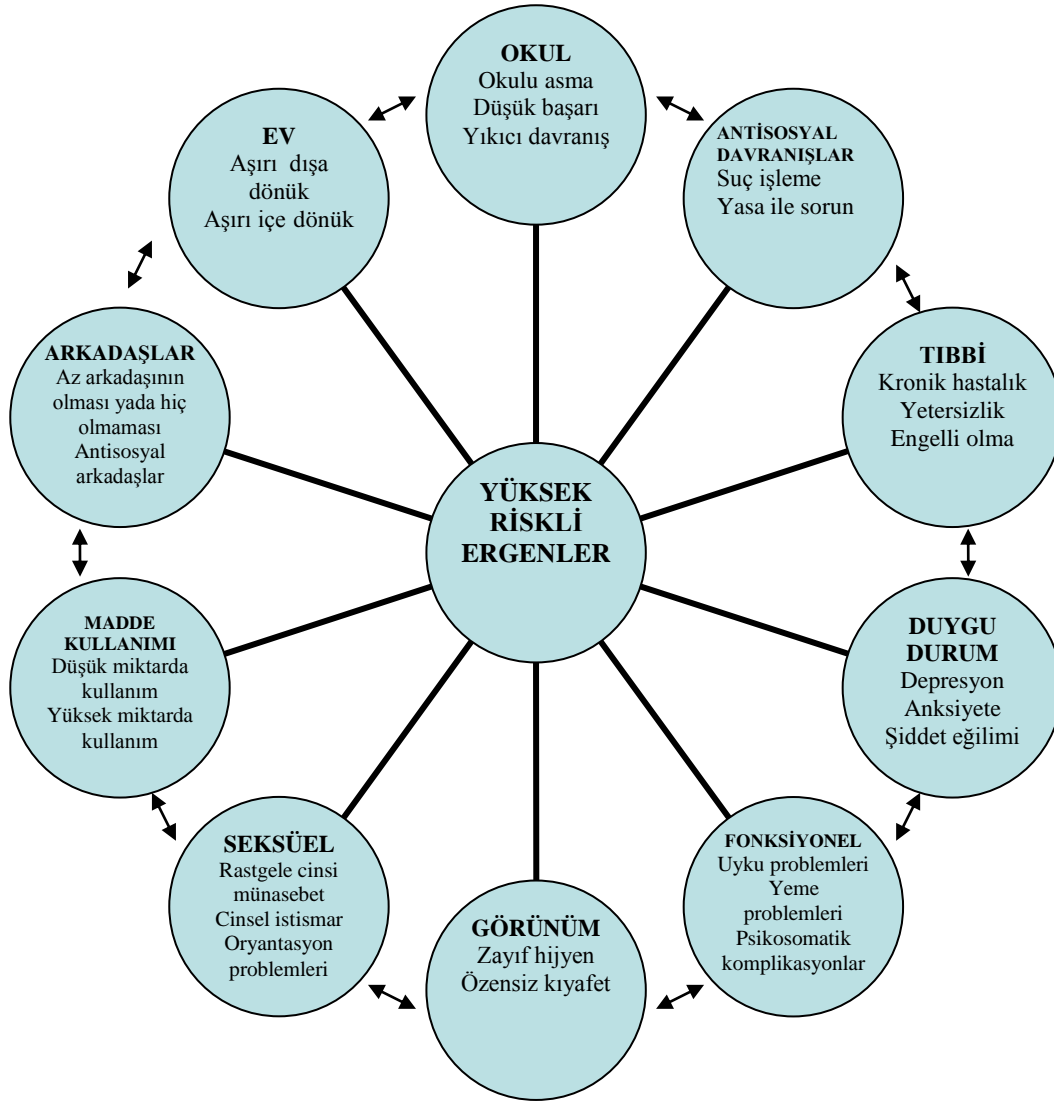 OKUL
Okulu asma
Düşük başarı
Yıkıcı davranış
EV
Aşırı dışa
dönük
Aşırı içe dönük
ANTİSOSYAL
DAVRANIŞLAR
Suç işleme
Yasa ile sorun
ARKADAŞLAR
Az arkadaşının
olması yada hiç
olmaması
Antisosyal
arkadaşlar
TIBBİ
Kronik hastalık
Yetersizlik
Engelli olma
YÜKSEK
RİSKLİ
ERGENLER
MADDE
KULLANIMI
Düşük miktarda
kullanım
Yüksek miktarda
kullanım
DUYGU
DURUM
Depresyon
Anksiyete
Şiddet eğilimi
SEKSÜEL
Rastgele cinsi
münasebet
Cinsel istismar
Oryantasyon
problemleri
GÖRÜNÜM
Zayıf hijyen
Özensiz kıyafet
FONKSİYONEL
Uyku problemleri
Yeme
problemleri
Psikosomatik
komplikasyonlar